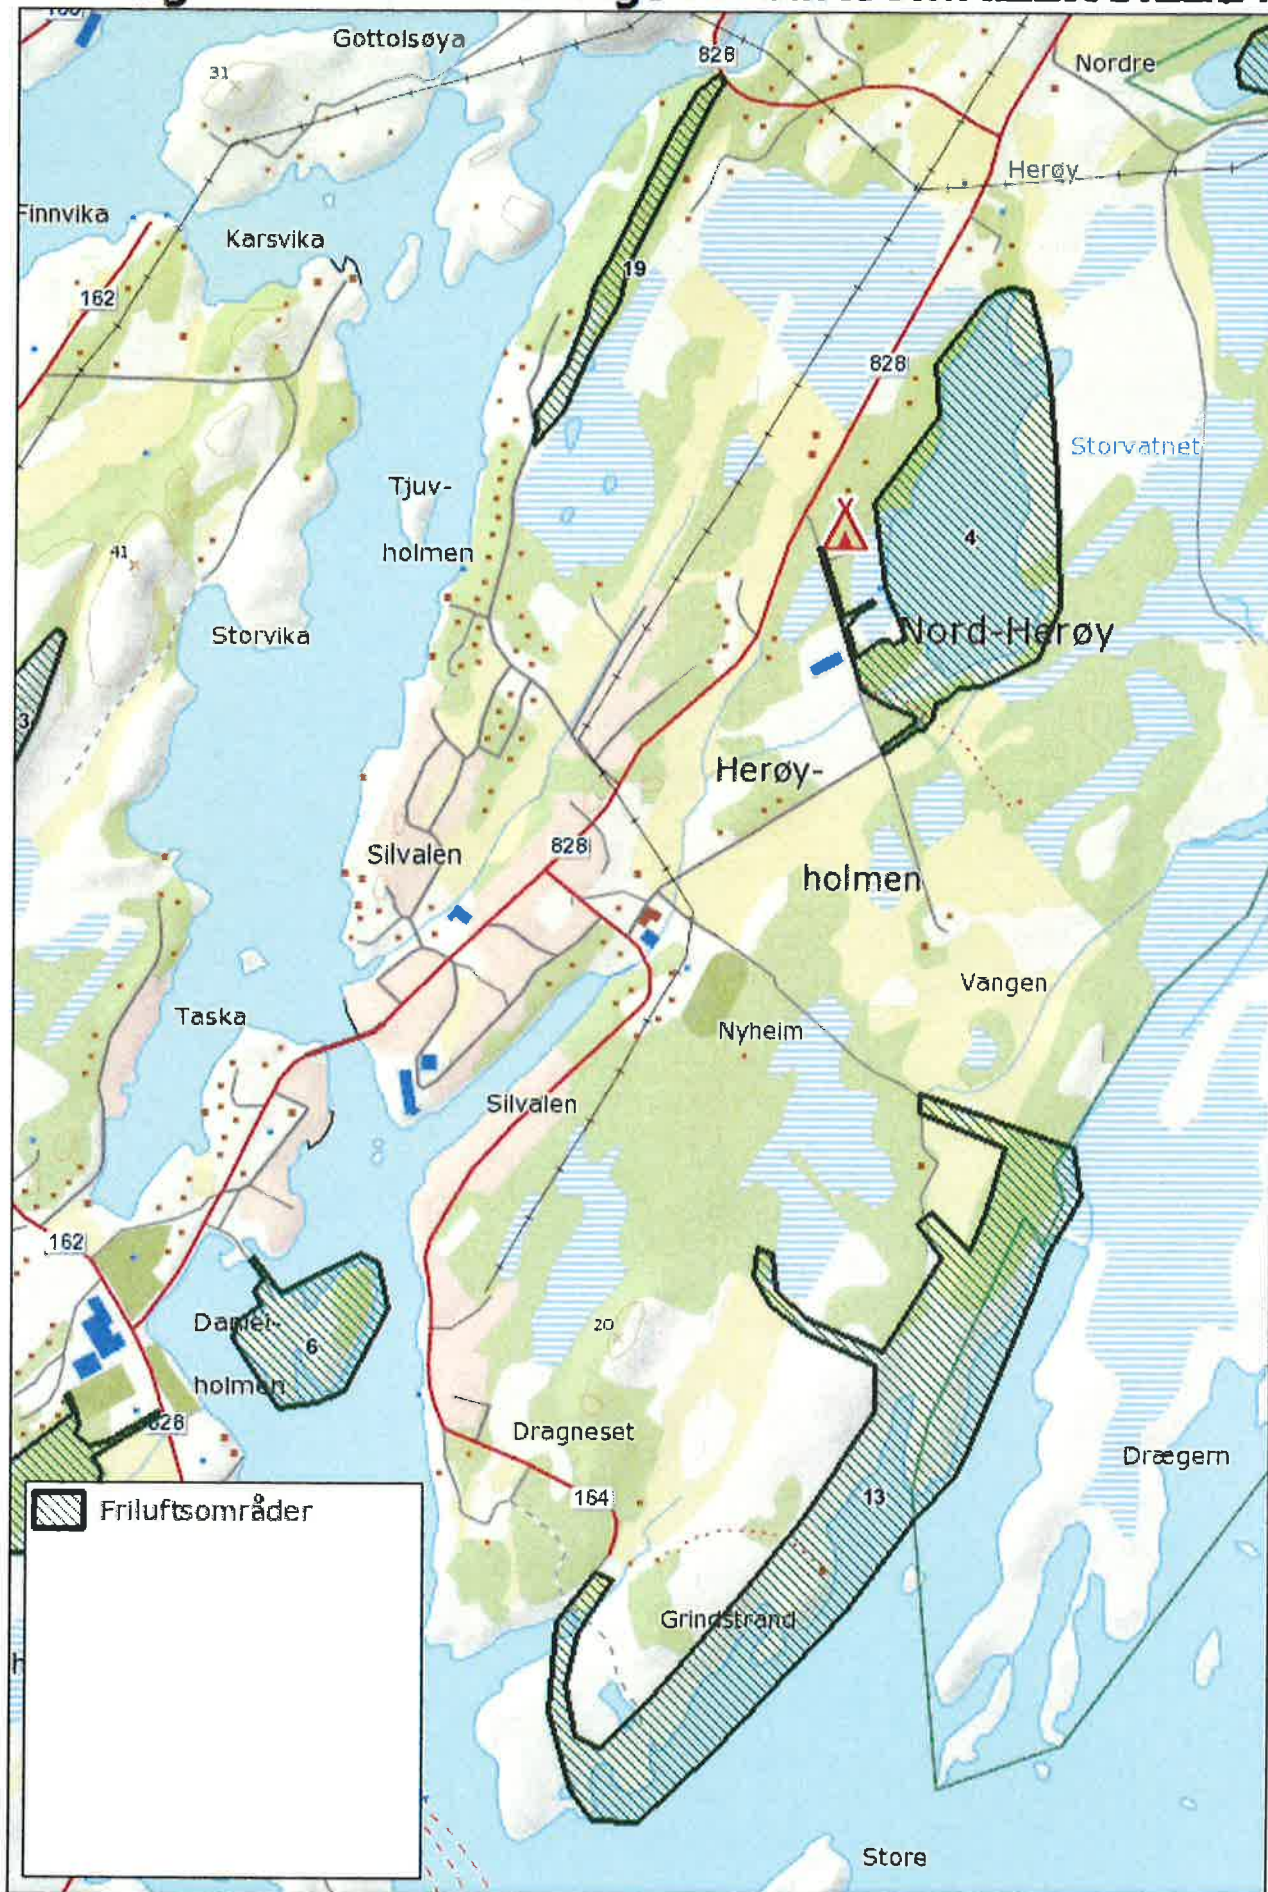 Gottolsøya
828
Nordre
31
Herøy
Finnvika
Karsvika
19
162
828
Storvatnet
Tjuv-
holmen
4
41
Storvika
Nord-Herøy
3
Herøy-
Silvalen
828
holmen
Vangen
Taska
Nyheim
Silvalen
162
Daniel-
6
20
holmen
828
Dragneset
Drægern
13
164
Friluftsområder
Grindstrand
Store